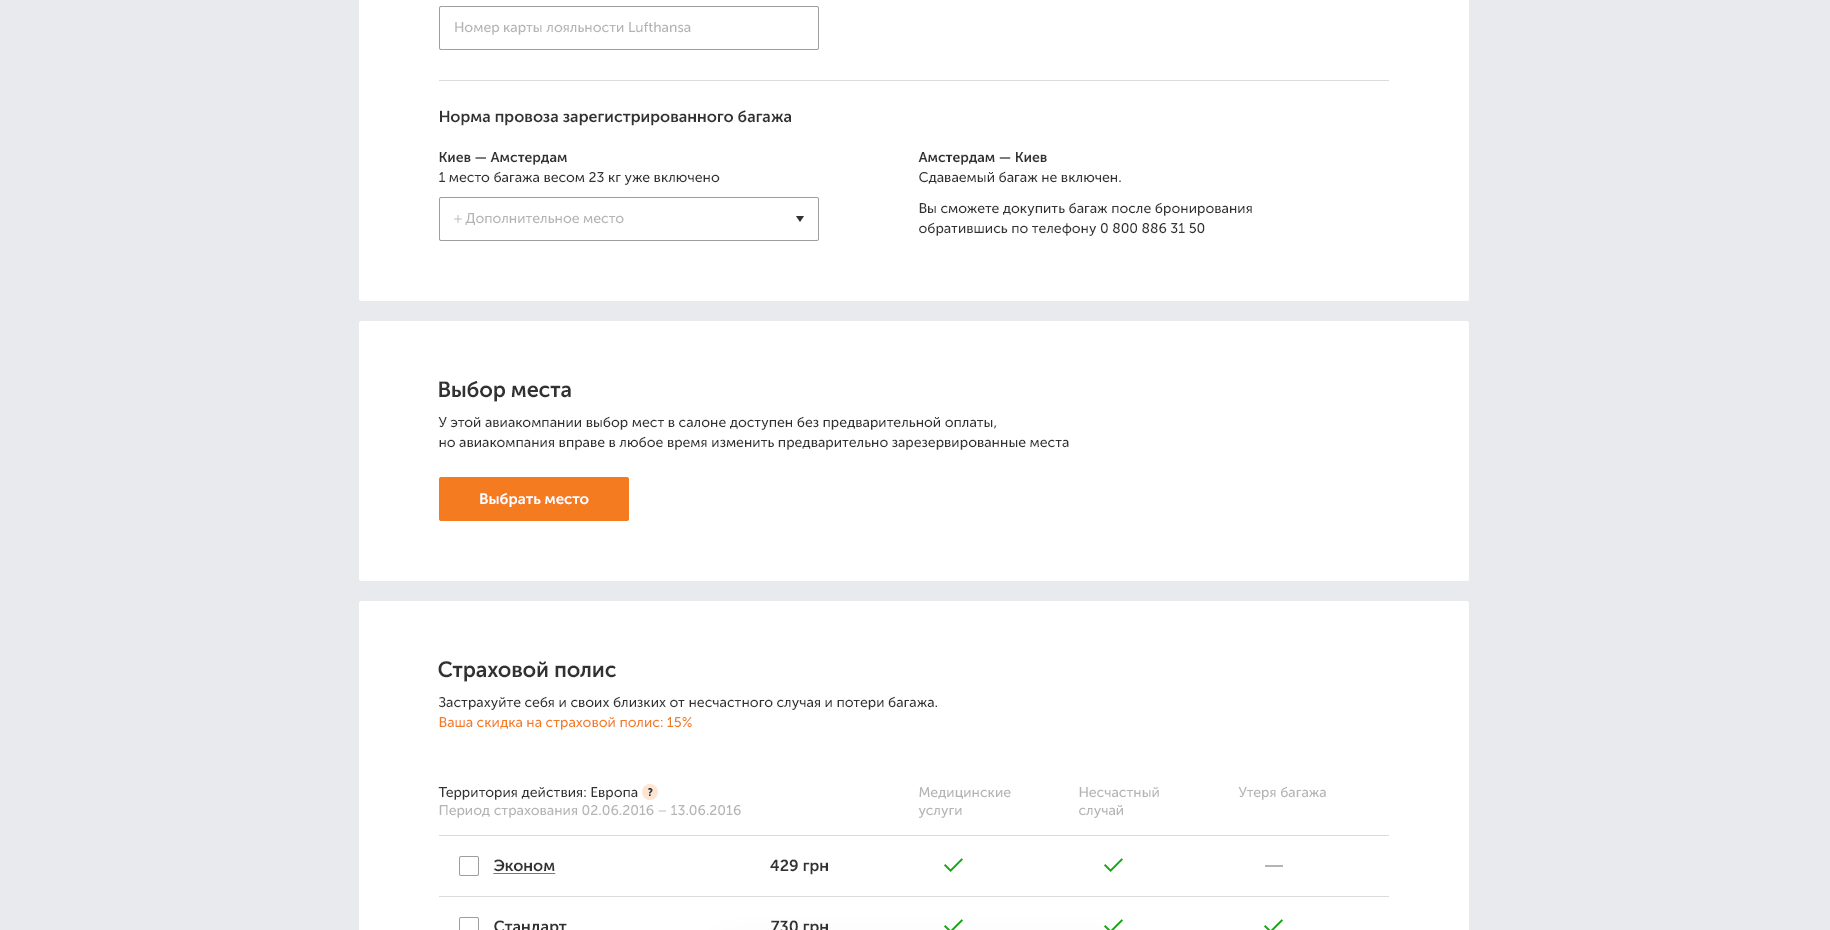 Номер карты лояльности Lufthansa
Норма провоза зарегистрированного багажа
Киев — Амстердам
1 место багажа весом 23 кг уже включено
+ Дополнительное место
Амстердам — Киев
Сдаваемый багаж не включен.
Вы сможете докупить багаж после бронирования
обратившись по телефону 0 800 886 31 50
Выбор места
У этой авиакомпании выбор мест в салоне доступен без предварительной оплаты,
но авиакомпания вправе в любое время изменить предварительно зарезервированные места
Выбрать место
Страховой полис
Застрахуйте себя и своих близких от несчастного случая и потери багажа.
Ваша скидка на страховой полис: 15%
Территория действия: Европа ?
Период страхования 02.06.2016 – 13.06.2016
Медицинские
услуги
Несчастный
случай
Утеря багажа
Эконом 429 грн —
Стандарт 730 грн